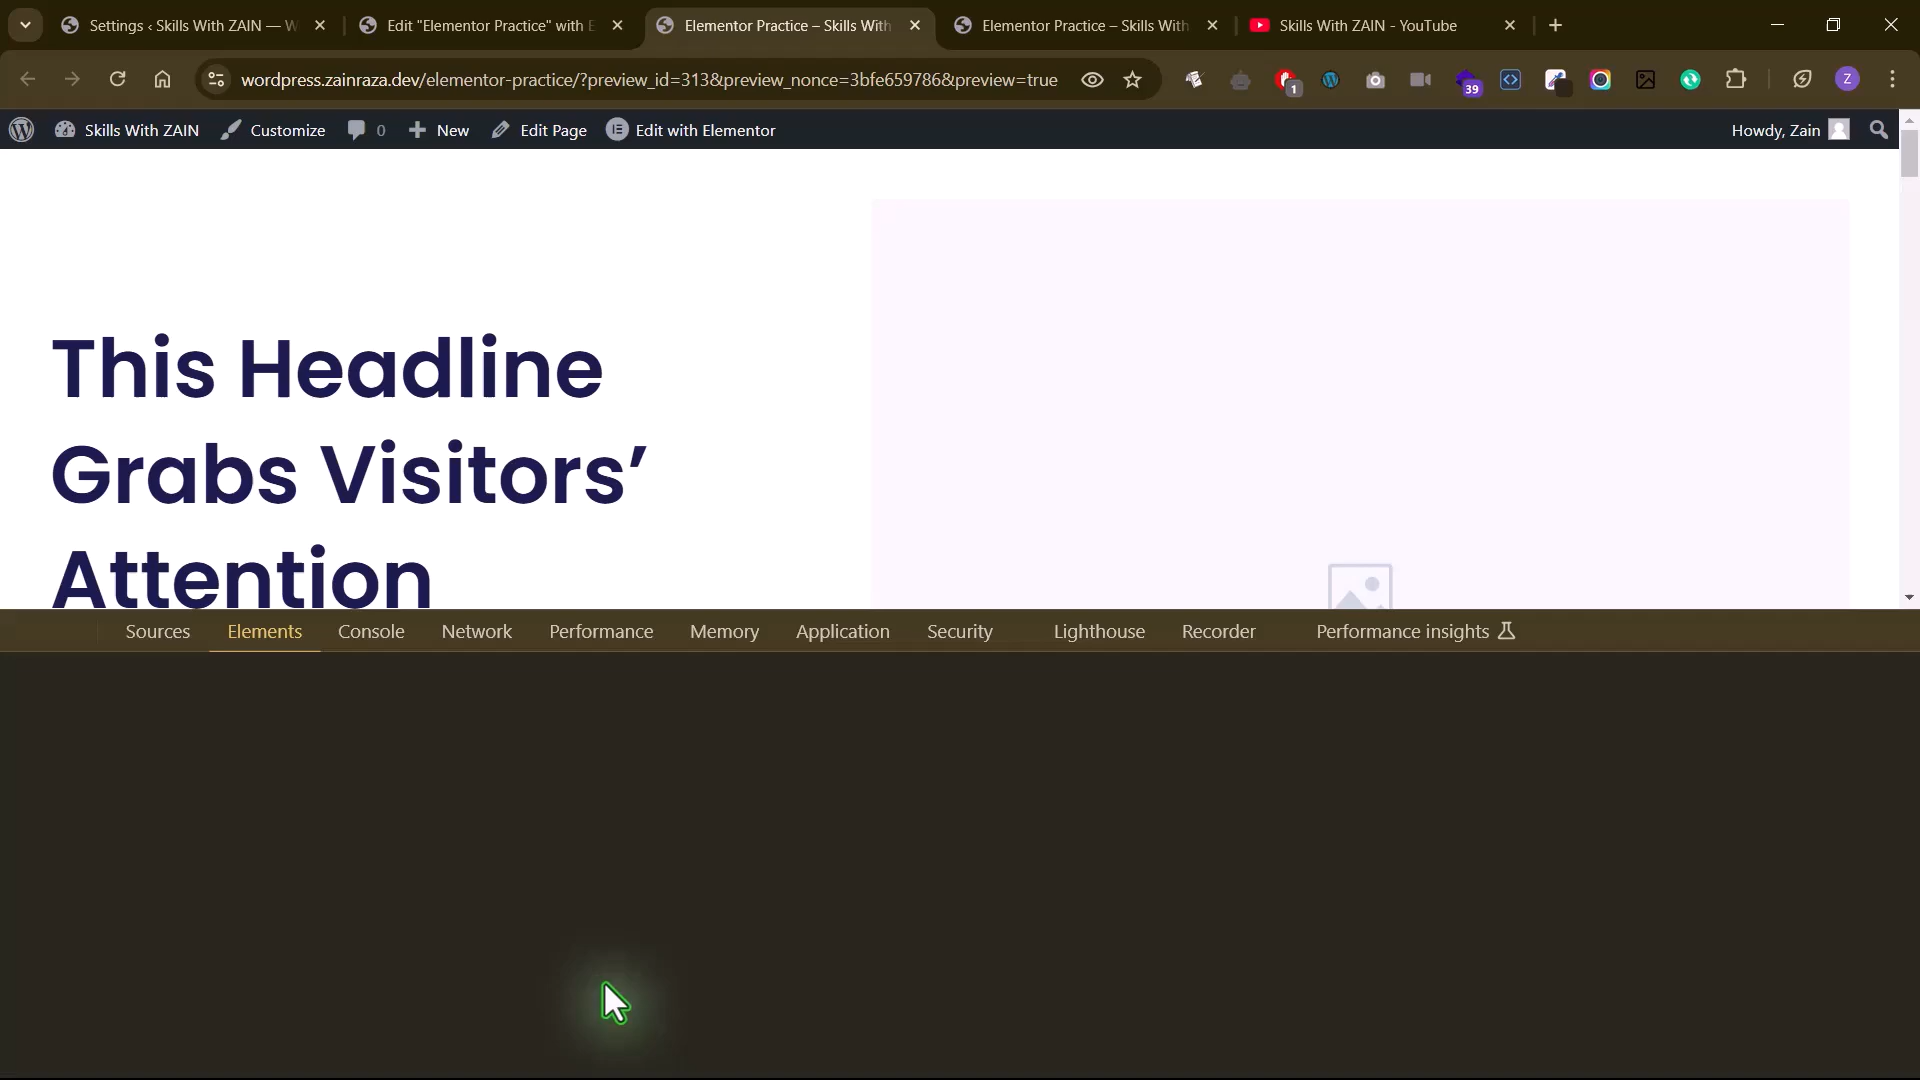 Settings ‹ Skills With ZAIN — W
Edit "Elementor Practice" with E
Elementor Practice – Skills With
Elementor Practice – Skills With
Skills With ZAIN - YouTube
wordpress.zainraza.dev/elementor-practice/?preview_id=313&preview_nonce=3bfe659786&preview=true
1
39
Z
Skills With ZAIN
Customize
0
New
Edit Page
Edit with Elementor
Howdy, Zain
This Headline
Grabs Visitors’
Attention
Sources
Elements
Console
Network
Performance
Memory
Application
Security
Lighthouse
Recorder
Performance insights